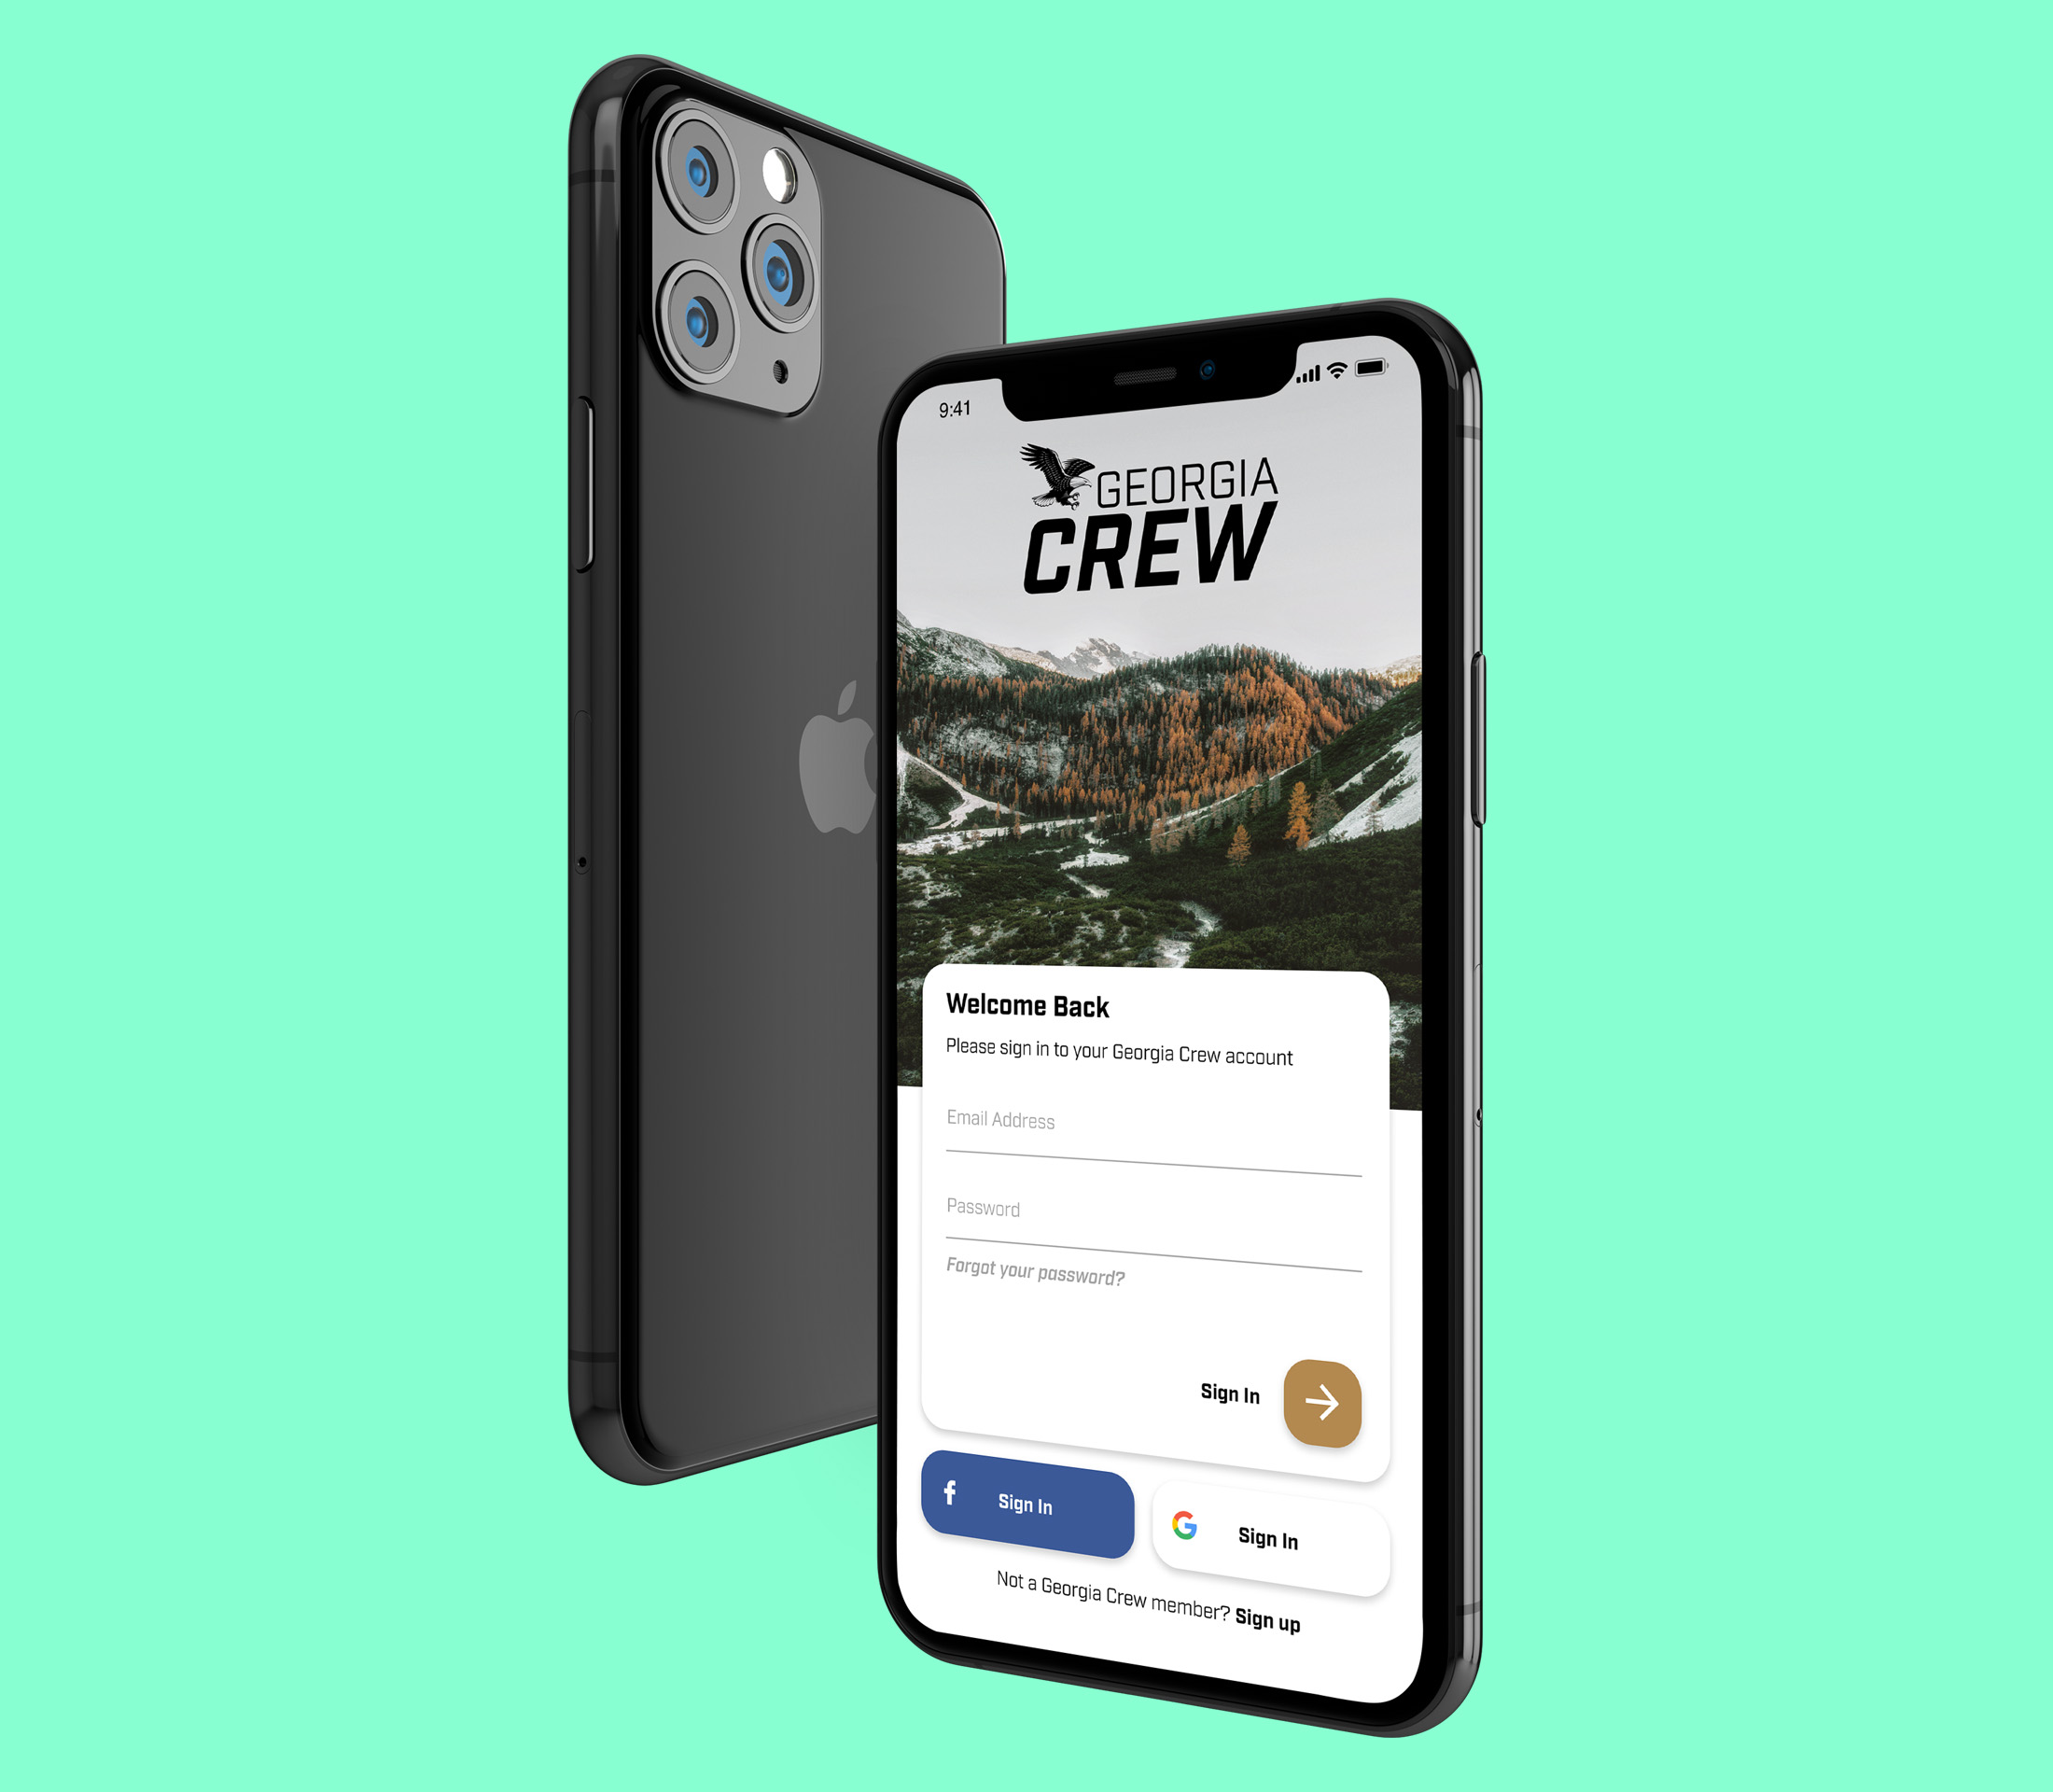 9:41
GEORGIA
CREW
Welcome Back
Please sign in to your Georgia Crew account
Email Address
Password
Forgot your password?
Sign In
f Sign In
G Sign In
Not a Georgia Crew member? Sign up